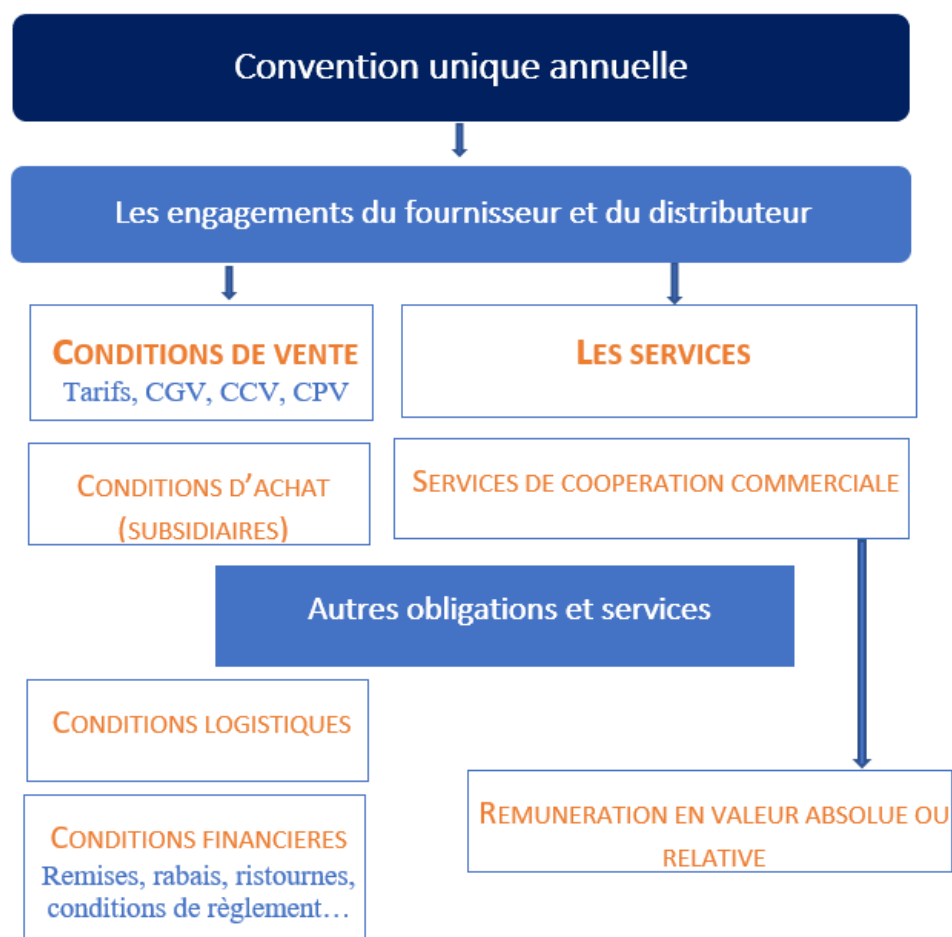 Convention unique annuelle
Les engagements du fournisseur et du distributeur
CONDITIONS DE VENTE
Tarifs, CGV, CCV, CPV
LES SERVICES
CONDITIONS D'ACHAT
(SUBSIDIAIRES)
SERVICES DE COOPERATION COMMERCIALE
Autres obligations et services
CONDITIONS LOGISTIQUES
CONDITIONS FINANCIERES
Remises, rabais, ristournes,
conditions de règlement…
REMUNERATION EN VALEUR ABSOLUE OU
RELATIVE